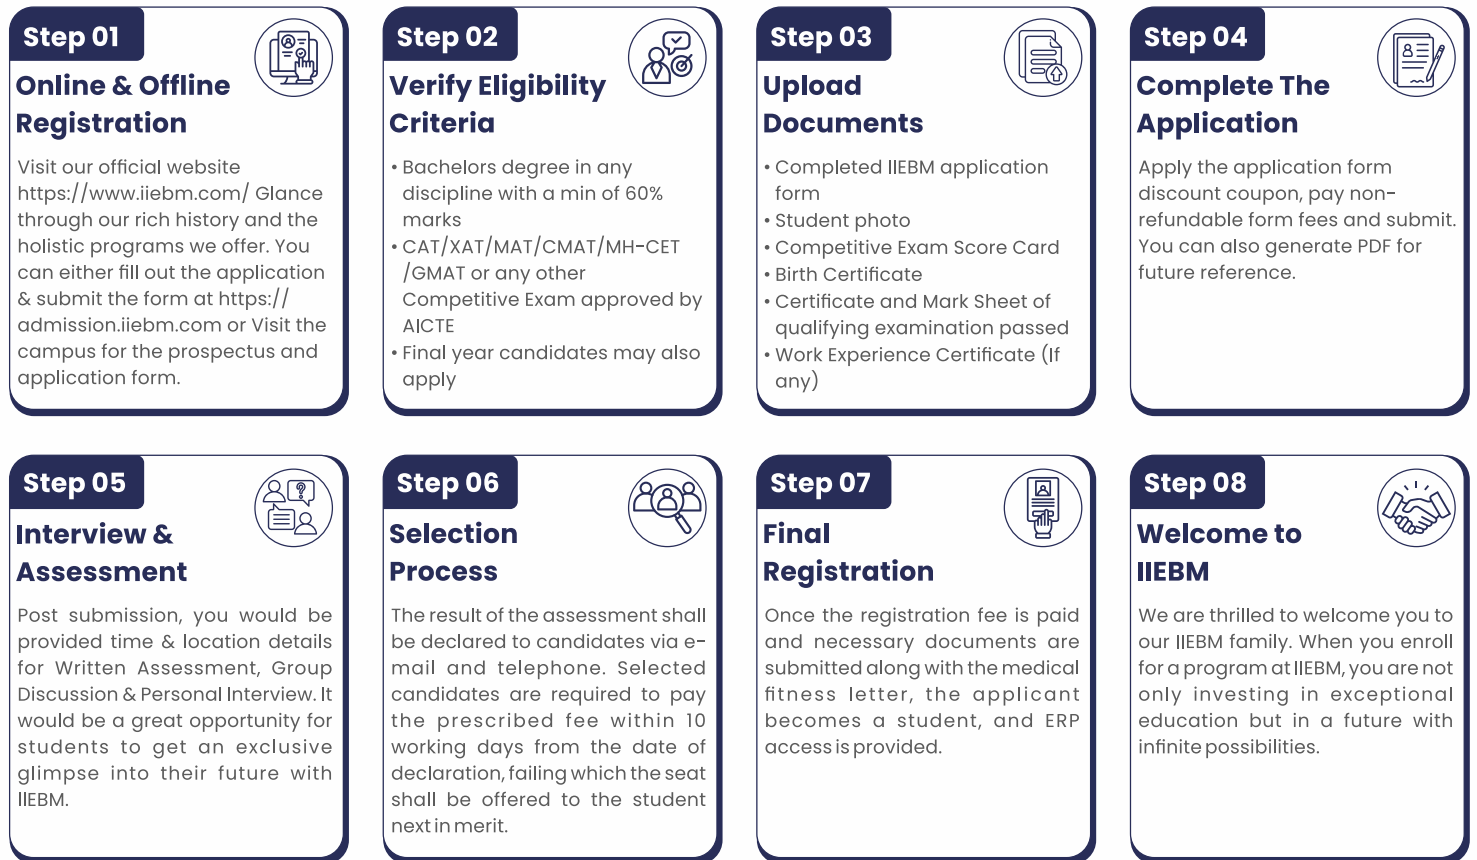 Step 01
Online & Offline
Registration
Visit our official website
https://www.iiebm.com/ Glance
through our rich history and the
holistic programs we offer. You
can either fill out the application
& submit the form at https://
admission.iiebm.com or Visit the
campus for the prospectus and
application form.
Step 02
Verify Eligibility
Criteria
• Bachelors degree in any
discipline with a min of 60%
marks
• CAT/XAT/MAT/CMAT/MH-CET
/GMAT or any other
Competitive Exam approved by
AICTE
• Final year candidates may also
apply
Step 03
Upload
Documents
• Completed IIEBM application
form
• Student photo
• Competitive Exam Score Card
• Birth Certificate
• Certificate and Mark Sheet of
qualifying examination passed
• Work Experience Certificate (If
any)
Step 04
Complete The
Application
Apply the application form
discount coupon, pay non-
refundable form fees and submit.
You can also generate PDF for
future reference.
Step 05
Interview &
Assessment
Post submission, you would be
provided time & location details
for Written Assessment, Group
Discussion & Personal Interview. It
would be a great opportunity for
students to get an exclusive
glimpse into their future with
IIEBM.
Step 06
Selection
Process
The result of the assessment shall
be declared to candidates via e-
mail and telephone. Selected
candidates are required to pay
the prescribed fee within 10
working days from the date of
declaration, failing which the seat
shall be offered to the student
next in merit.
Step 07
Final
Registration
Once the registration fee is paid
and necessary documents are
submitted along with the medical
fitness letter, the applicant
becomes a student, and ERP
access is provided.
Step 08
Welcome to
IIEBM
We are thrilled to welcome you to
our IIEBM family. When you enroll
for a program at IIEBM, you are not
only investing in exceptional
education but in a future with
infinite possibilities.